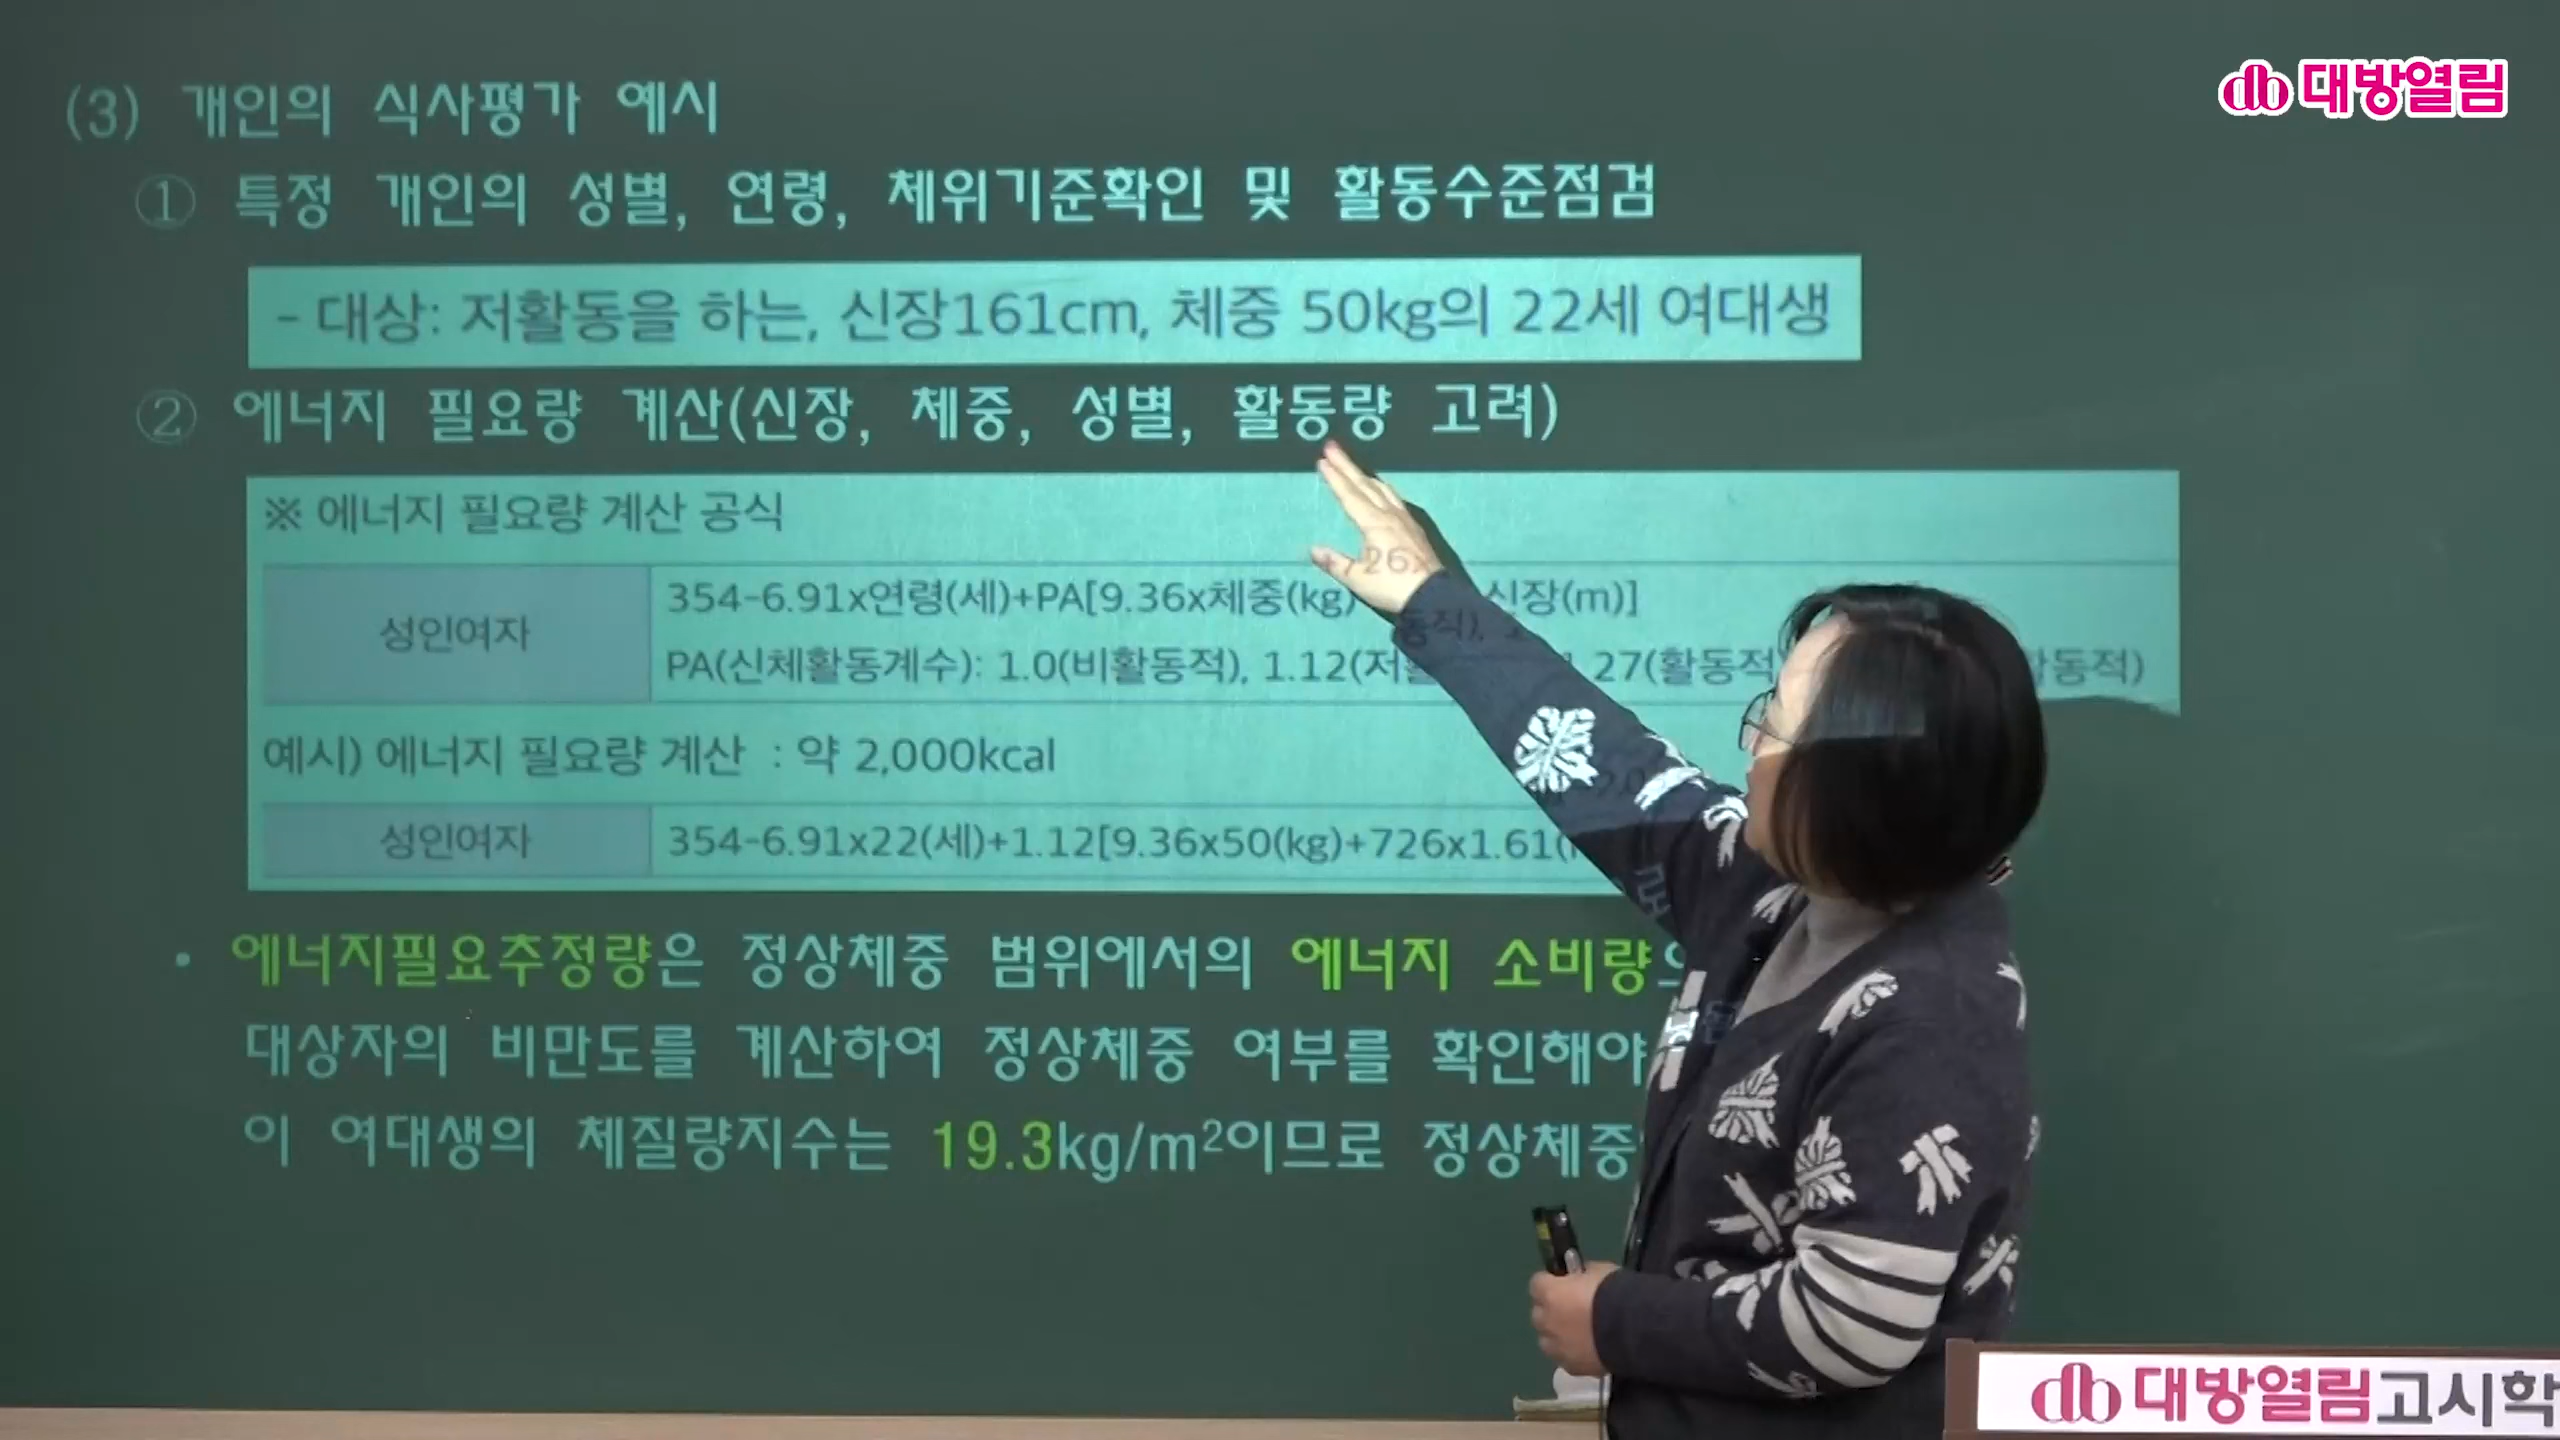 대방열림
(3) 개인의 식사평가 예시
① 특정 개인의 성별, 연령, 체위기준확인 및 활동수준점검
- 대상: 저활동을 하는, 신장161cm, 체중 50kg의 22세 여대생
② 에너지 필요량 계산(신장, 체중, 성별, 활동량 고려)
※ 에너지 필요량 계산 공식
성인여자
354-6.91x연령(세)+PA[9.36x체중(kg) +726x 신장(m)]
PA(신체활동계수): 1.0(비활동적), 1.12(저활 27(활동적 동적)
예시) 에너지 필요량 계산 : 약 2,000kcal
성인여자
354-6.91x22(세)+1.12[9.36x50(kg)+726x1.61(
• 에너지필요추정량은 정상체중 범위에서의 에너지 소비량
대상자의 비만도를 계산하여 정상체중 여부를 확인해야
이 여대생의 체질량지수는 19.3kg/m²이므로 정상체중
대방열림고시학